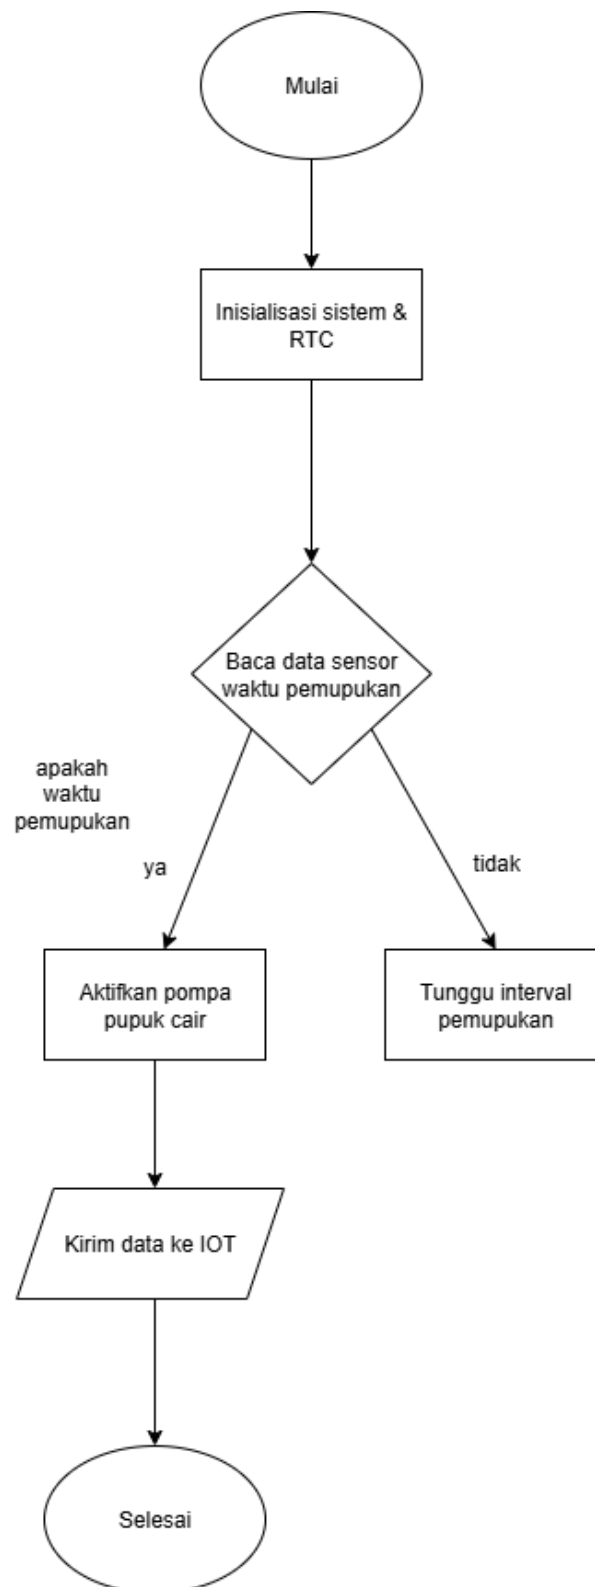 Mulai
Inisialisasi sistem &
RTC
Baca data sensor
waktu pemupukan
apakah
waktu
pemupukan
ya
tidak
Aktifkan pompa
pupuk cair
Tunggu interval
pemupukan
Kirim data ke IOT
Selesai